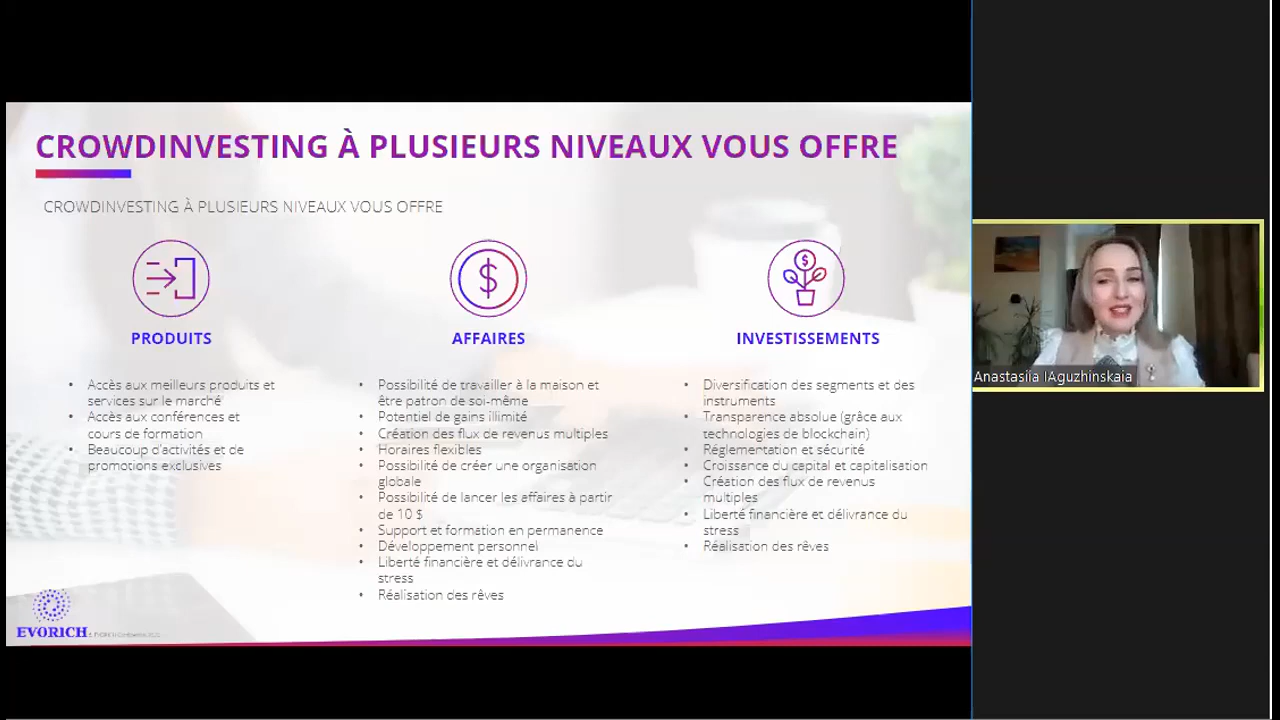 CROWDINVESTING À PLUSIEURS NIVEAUX VOUS OFFRE
CROWDINVESTING À PLUSIEURS NIVEAUX VOUS OFFRE
PRODUITS
• Accès aux meilleurs produits et
services sur le marché
• Accès aux conférences et
cours de formation
• Beaucoup d'activités et de
promotions exclusives
AFFAIRES
• Possibilité de travailler à la maison et
être patron de soi-même
• Potentiel de gains illimité
• Création des flux de revenus multiples
• Horaires flexibles
• Possibilité de créer une organisation
globale
• Possibilité de lancer les affaires à partir
de 10 $
• Support et formation en permanence
• Développement personnel
• Liberté financière et délivrance du
stress
• Réalisation des rêves
INVESTISSEMENTS
• Diversification des segments et des
instruments
• Transparence absolue (grâce aux
technologies de blockchain)
• Réglementation et sécurité
• Croissance du capital et capitalisation
• Création des flux de revenus
multiples
• Liberté financière et délivrance du
stress
• Réalisation des rêves
EVORICH
Anastasiia IAguzhinskaia